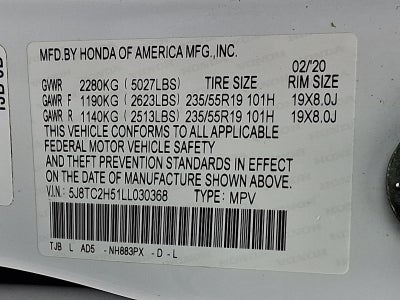 MFD.BY HONDA OF AMERICA MFG.,INC.
02/'20
GVWR 2280KG (5027LBS) TIRE SIZE RIM SIZE
GAWR F 1190KG (2623LBS) 235/55R19 101H 19X8.0J
GAWR R 1140KG (2513LBS) 235/55R19 101H 19X8.0J
THIS VEHICLE CONFORMS TO ALL APPLICABLE
FEDERAL MOTOR VEHICLE SAFETY
AND THEFT PREVENTION STANDARDS IN EFFECT
ON THE DATE OF MANUFACTURE SHOWN ABOVE.
V.I.N.: 5J8TC2H51LL030368 TYPE: MPV
TJB L AD5 -NH883PX -D-L